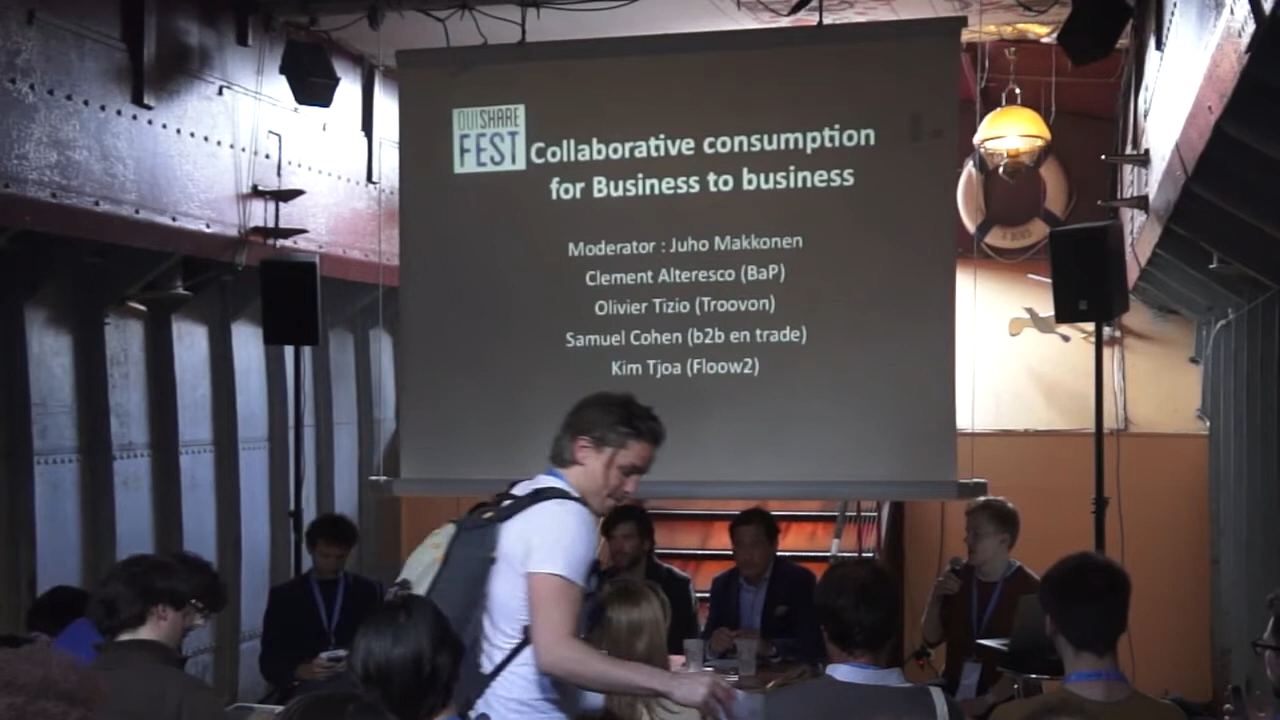 OUISHARE
FEST
Collaborative consumption
for Business to business
Moderator : Juho Makkonen
Clement Alteresco (BaP)
Olivier Tizio (Troovon)
Samuel Cohen (b2b en trade)
Kim Tjoa (Floow2)